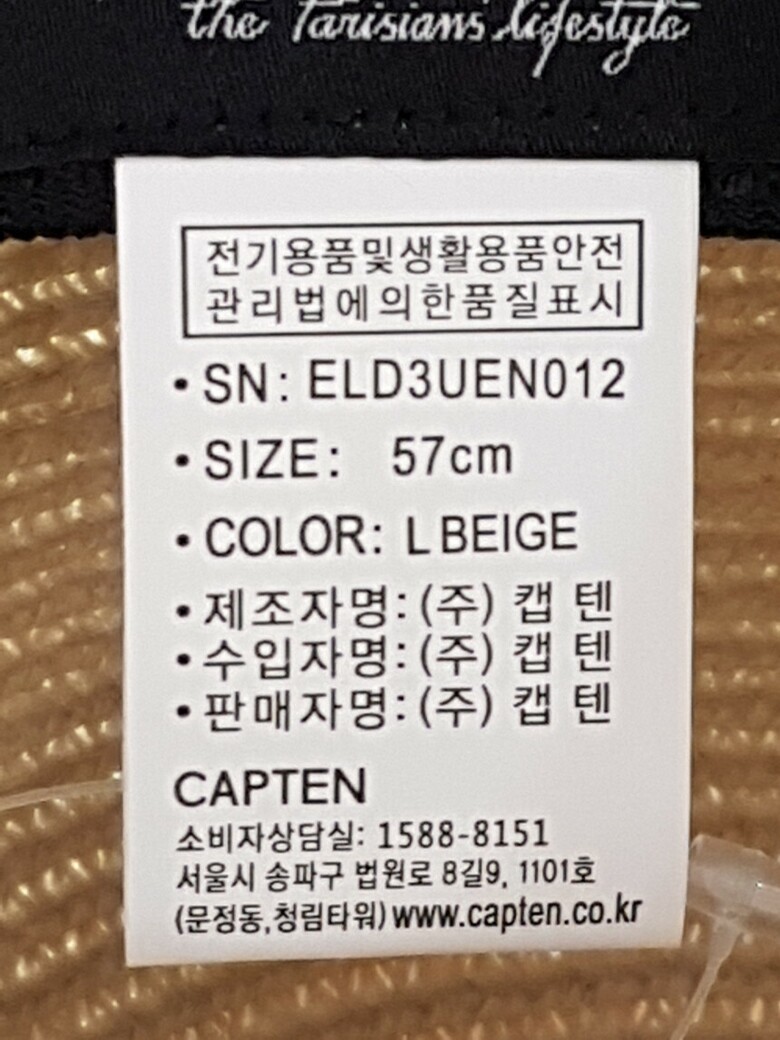 the Parisians lifestyle
전기용품및생활용품안전
관리법에의한품질표시
• SN: ELD3UEN012
• SIZE: 57cm
• COLOR: L BEIGE
• 제조자명: (주) 캡 텐
• 수입자명: (주) 캡 텐
• 판매자명: (주) 캡 텐
CAPTEN
소비자상담실: 1588-8151
서울시 송파구 법원로 8길9, 1101호
(문정동,청림타워) www.capten.co.kr